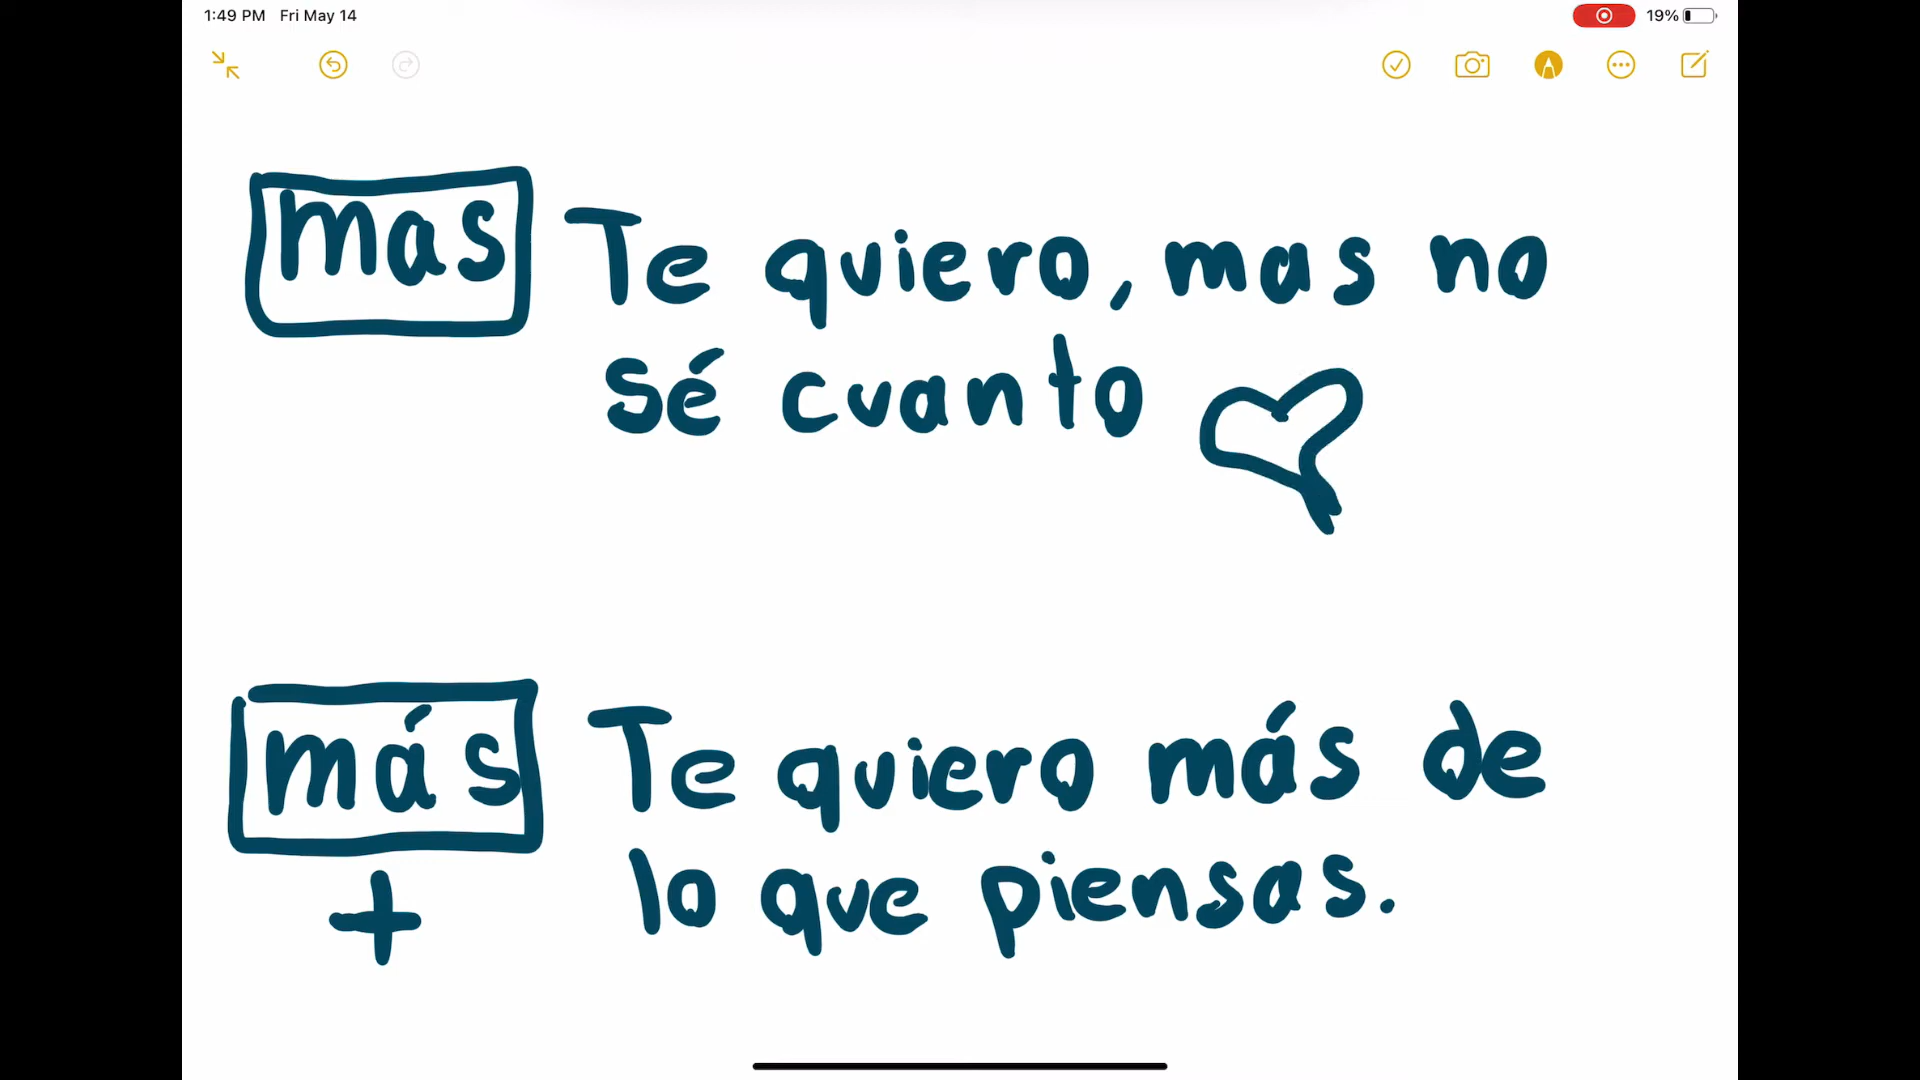 1:49 PM Fri May 14
19%
mas
Te quiero, mas no
sé cuanto
más
Te quiero más de
+
lo que piensas.